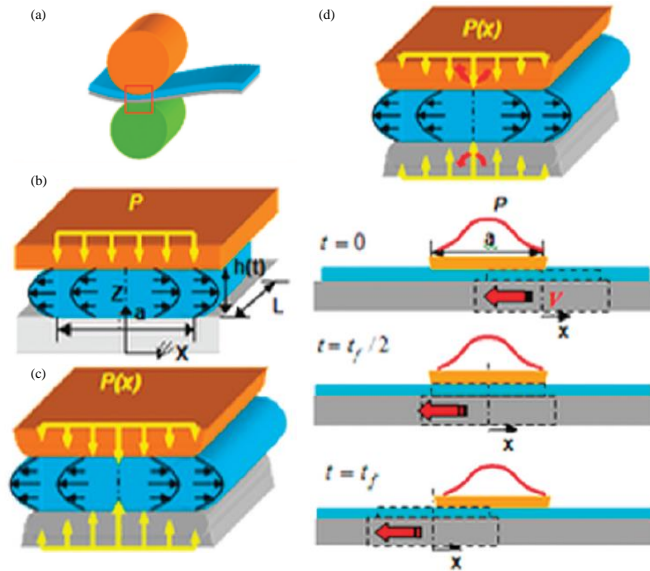 (a)
(b)
P
h(t)
Z
a
L
X
(c)
P(x)
(d)
P(x)
P
t = 0
a
V
x
t = t_f / 2
x
t = t_f
x